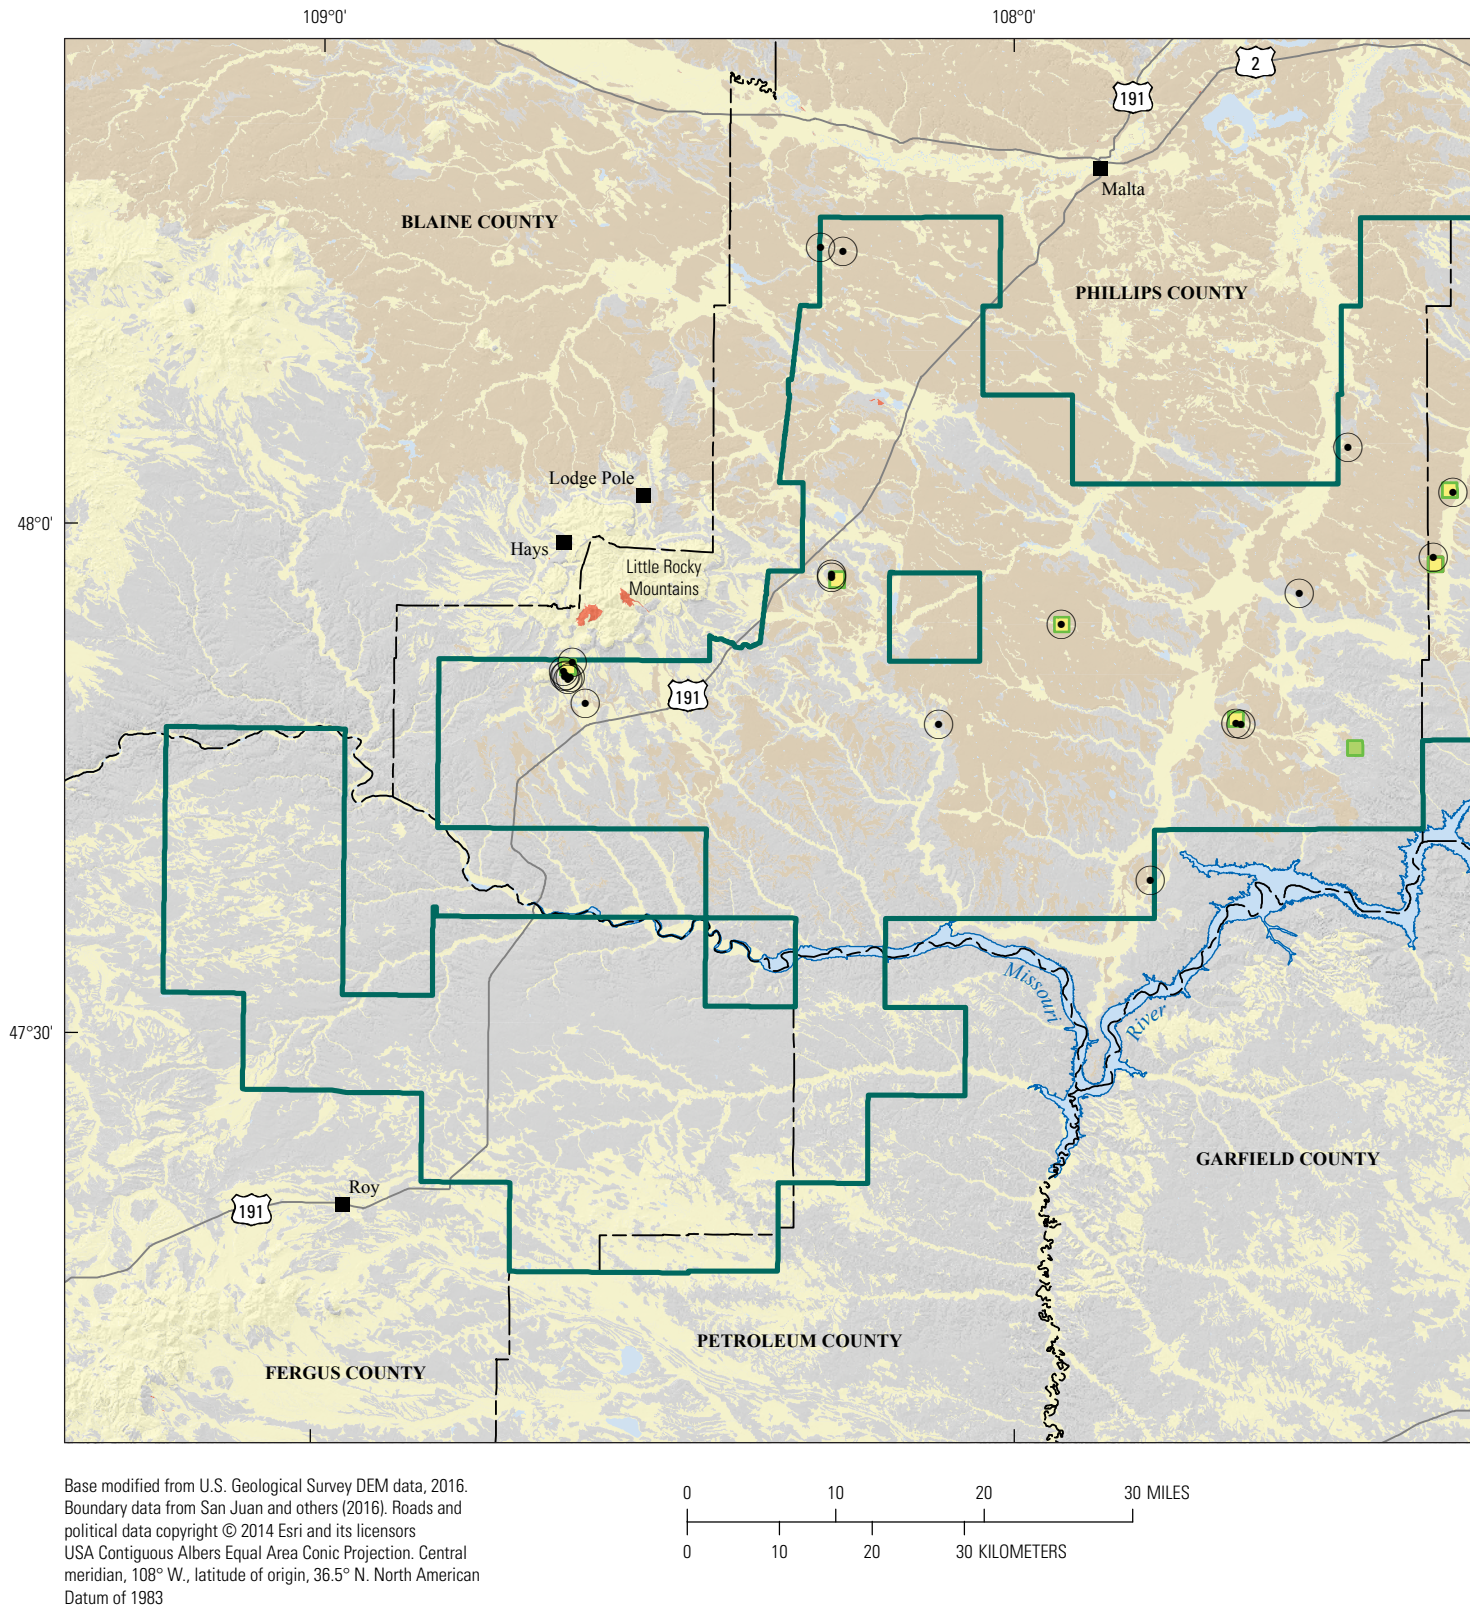 109°0'
108°0'
2
191
Malta
BLAINE COUNTY
PHILLIPS COUNTY
Lodge Pole
48°0'
Hays
Little Rocky
Mountains
191
Missouri
River
47°30'
GARFIELD COUNTY
Roy
191
PETROLEUM COUNTY
FERGUS COUNTY
Base modified from U.S. Geological Survey DEM data, 2016.
Boundary data from San Juan and others (2016). Roads and
political data copyright © 2014 Esri and its licensors
USA Contiguous Albers Equal Area Conic Projection. Central
meridian, 108° W., latitude of origin, 36.5° N. North American
Datum of 1983
0 10 20 30 MILES
0 10 20 30 KILOMETERS